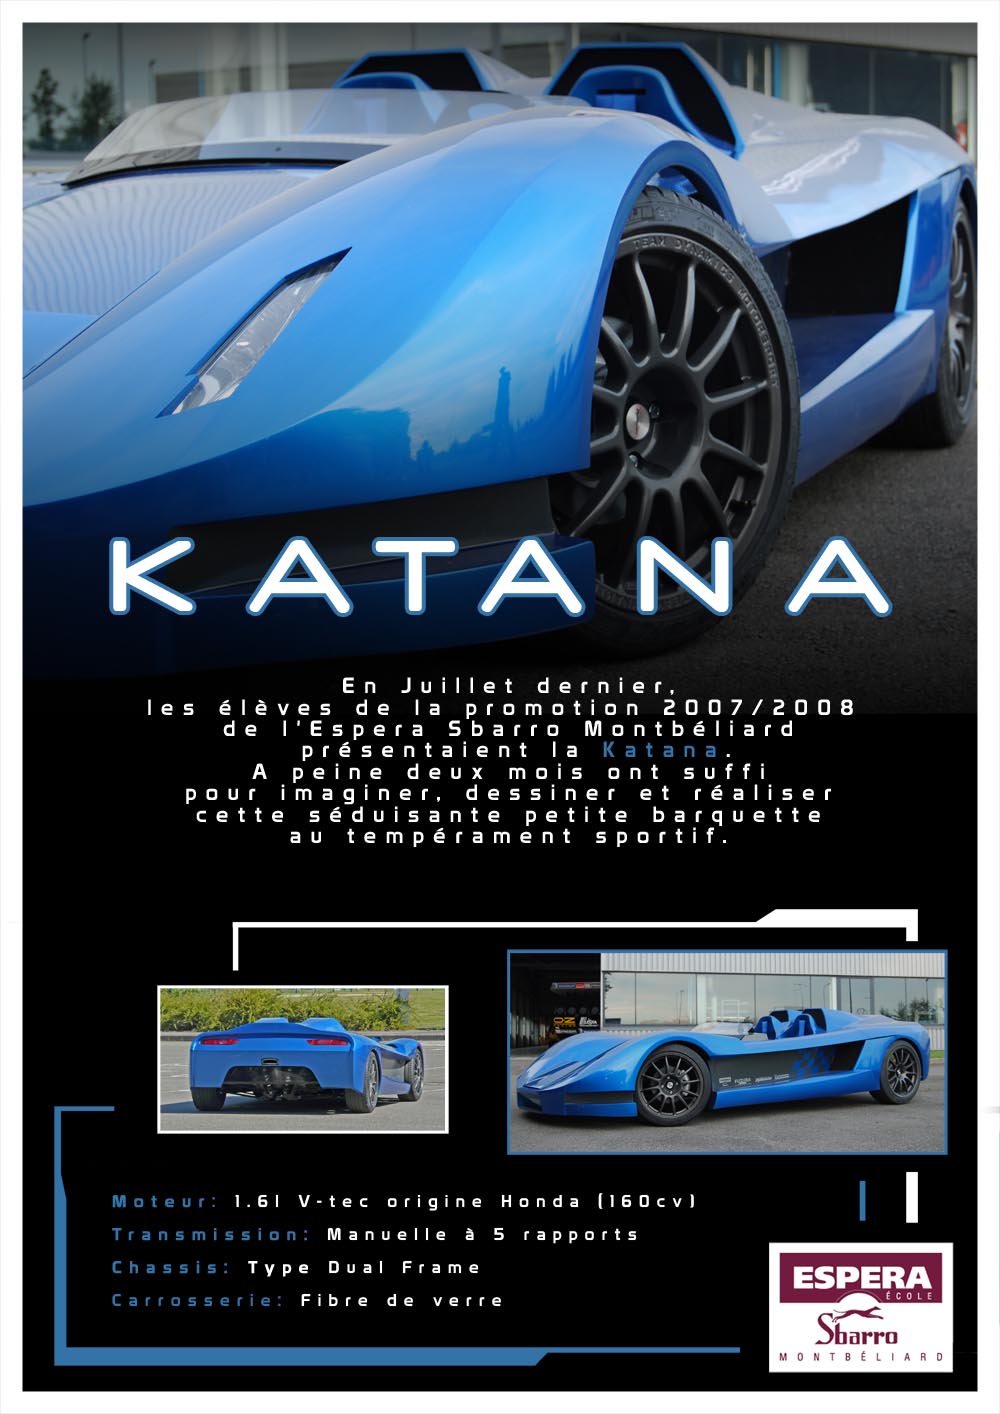 TEAM DYNAMICS MOTORSPORT
KATANA
En Juillet dernier,
les élèves de la promotion 2007/2008
de l'Espera Sbarro Montbéliard
présentaient la Katana.
A peine deux mois ont suffi
pour imaginer, dessiner et réaliser
cette séduisante petite barquette
au tempérament sportif.
Moteur: 1.6l V-tec origine Honda (160cv)
Transmission: Manuelle à 5 rapports
Chassis: Type Dual Frame
Carrosserie: Fibre de verre
ESPERA
ÉCOLE
Sbarro
MONTBÉLIARD